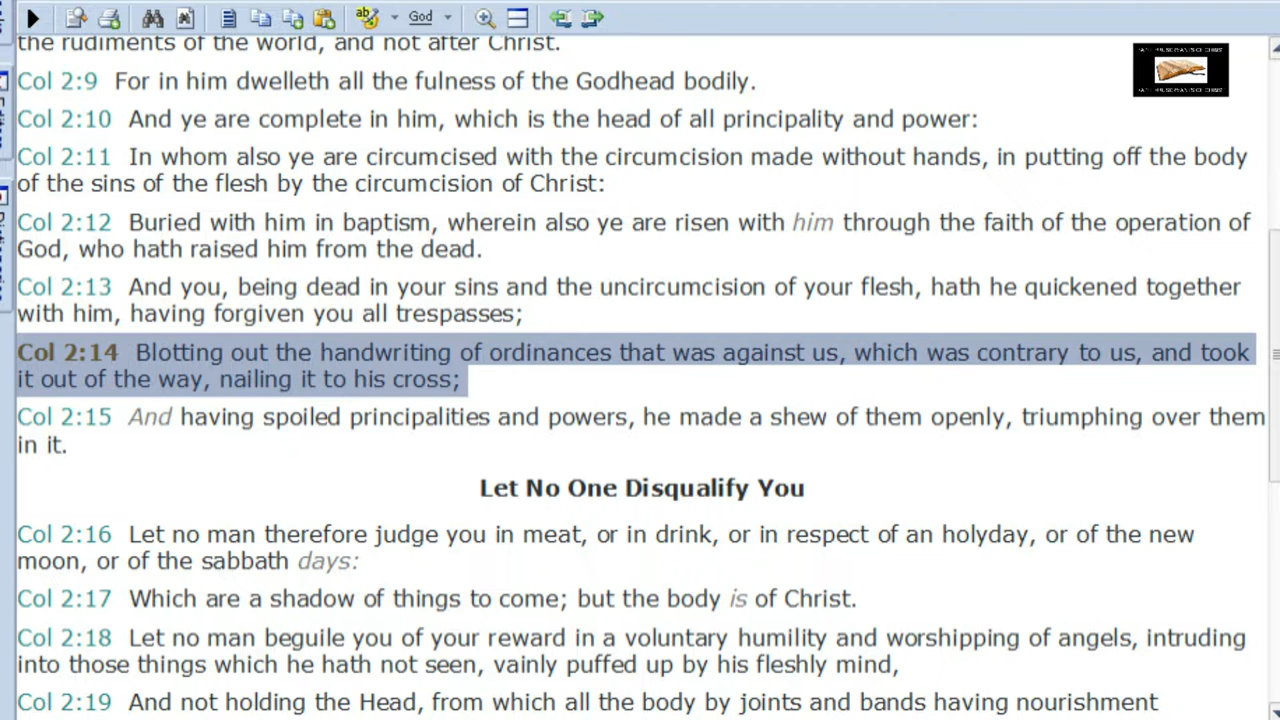 God
the rudiments of the world, and not after Christ.
Col 2:9 For in him dwelleth all the fulness of the Godhead bodily.
Col 2:10 And ye are complete in him, which is the head of all principality and power:
Col 2:11 In whom also ye are circumcised with the circumcision made without hands, in putting off the body
of the sins of the flesh by the circumcision of Christ:
Col 2:12 Buried with him in baptism, wherein also ye are risen with him through the faith of the operation of
God, who hath raised him from the dead.
Col 2:13 And you, being dead in your sins and the uncircumcision of your flesh, hath he quickened together
with him, having forgiven you all trespasses;
Col 2:14 Blotting out the handwriting of ordinances that was against us, which was contrary to us, and took
it out of the way, nailing it to his cross;
Col 2:15 And having spoiled principalities and powers, he made a shew of them openly, triumphing over them
in it.
Let No One Disqualify You
Col 2:16 Let no man therefore judge you in meat, or in drink, or in respect of an holyday, or of the new
moon, or of the sabbath days:
Col 2:17 Which are a shadow of things to come; but the body is of Christ.
Col 2:18 Let no man beguile you of your reward in a voluntary humility and worshipping of angels, intruding
into those things which he hath not seen, vainly puffed up by his fleshly mind,
Col 2:19 And not holding the Head, from which all the body by joints and bands having nourishment